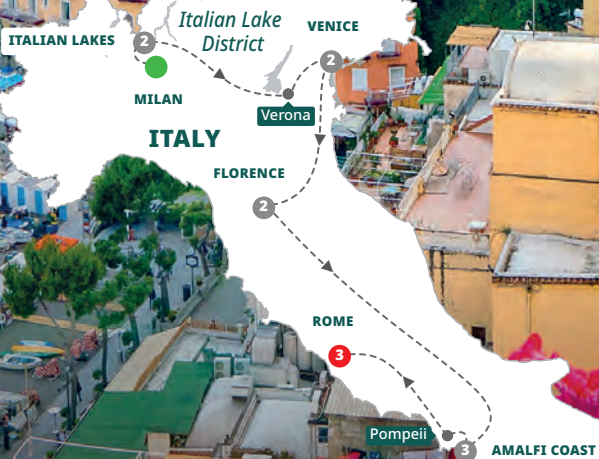 Italian Lake
District
VENICE
ITALIAN LAKES
2
2
MILAN
Verona
ITALY
FLORENCE
2
ROME
3
Pompeii
3
AMALFI COAST